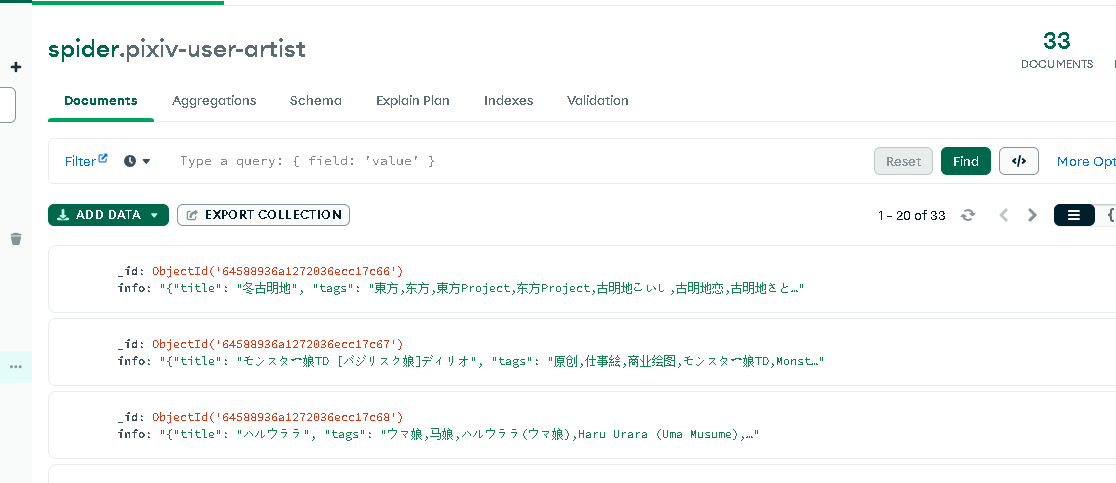 spider.pixiv-user-artist
33
DOCUMENTS
Documents Aggregations Schema Explain Plan Indexes Validation
Filter Type a query: { field: 'value' } Reset Find </> More Opt
ADD DATA EXPORT COLLECTION 1 - 20 of 33
_id: ObjectId('64588936a1272036ecc17c66')
info: "{"title": "冬古明地", "tags": "東方,东方,東方Project,东方Project,古明地こいし,古明地恋,古明地さと…"
_id: ObjectId('64588936a1272036ecc17c67')
info: "{"title": "モンスター娘TD [バジリスク娘]ディリオ", "tags": "原创,仕事絵,商业绘图,モンスター娘TD,Monst…"
_id: ObjectId('64588936a1272036ecc17c68')
info: "{"title": "ハルウララ", "tags": "ウマ娘,马娘,ハルウララ(ウマ娘),Haru Urara (Uma Musume),…"